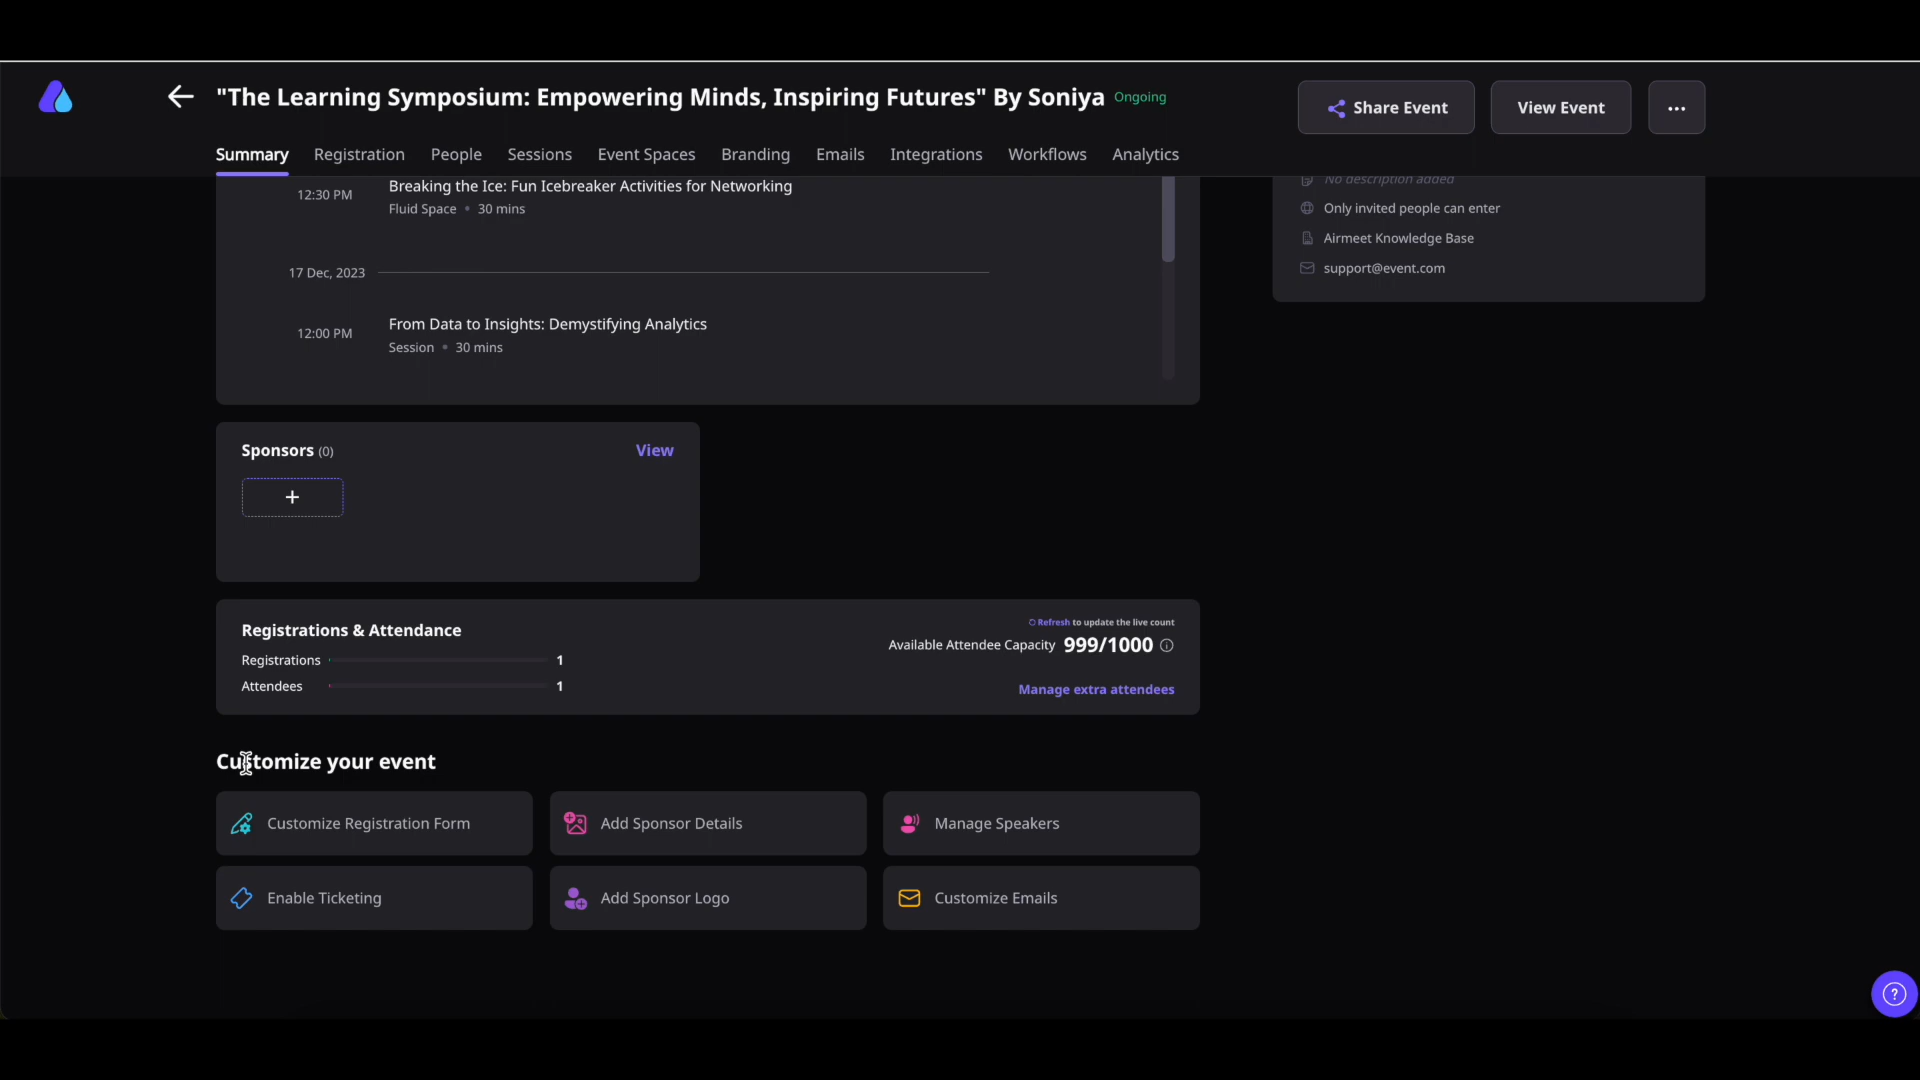 "The Learning Symposium: Empowering Minds, Inspiring Futures" By Soniya Ongoing
Share Event
View Event
...
Summary Registration People Sessions Event Spaces Branding Emails Integrations Workflows Analytics
12:30 PM
Breaking the Ice: Fun Icebreaker Activities for Networking
Fluid Space • 30 mins
17 Dec, 2023
12:00 PM
From Data to Insights: Demystifying Analytics
Session • 30 mins
No description added
Only invited people can enter
Airmeet Knowledge Base
support@event.com
Sponsors (0)
View
+
Registrations & Attendance
Registrations 1
Attendees 1
Refresh to update the live count
Available Attendee Capacity 999/1000
Manage extra attendees
Customize your event
Customize Registration Form
Add Sponsor Details
Manage Speakers
Enable Ticketing
Add Sponsor Logo
Customize Emails
?